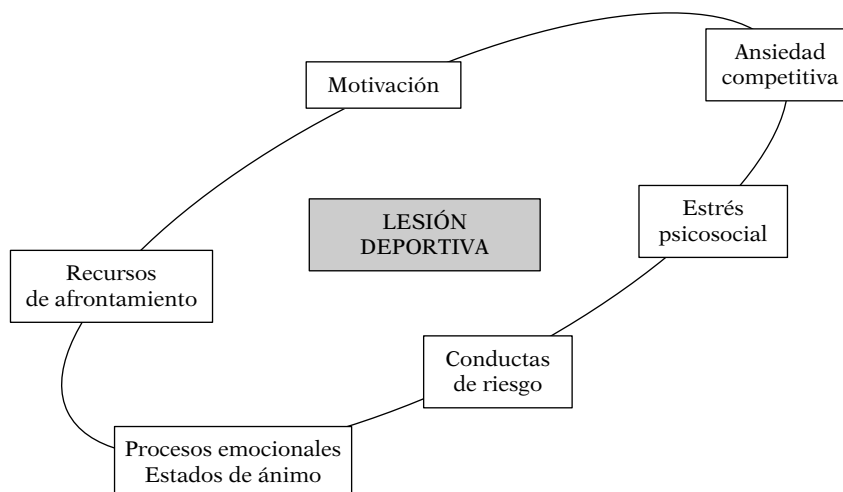 Ansiedad
competitiva
Motivación
Estrés
psicosocial
LESIÓN
DEPORTIVA
Recursos
de afrontamiento
Conductas
de riesgo
Procesos emocionales
Estados de ánimo